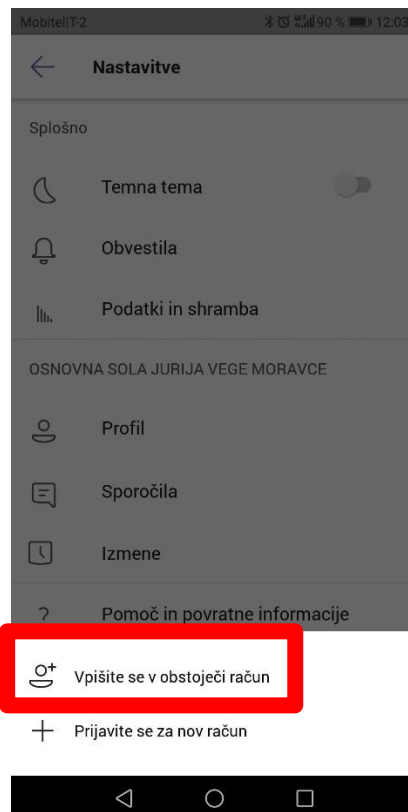 Mobitel|T-2 90 % 12:03
Nastavitve
Splošno
Temna tema
Obvestila
Podatki in shramba
OSNOVNA SOLA JURIJA VEGE MORAVCE
Profil
Sporočila
Izmene
Pomoč in povratne informacije
Vpišite se v obstoječi račun
Prijavite se za nov račun